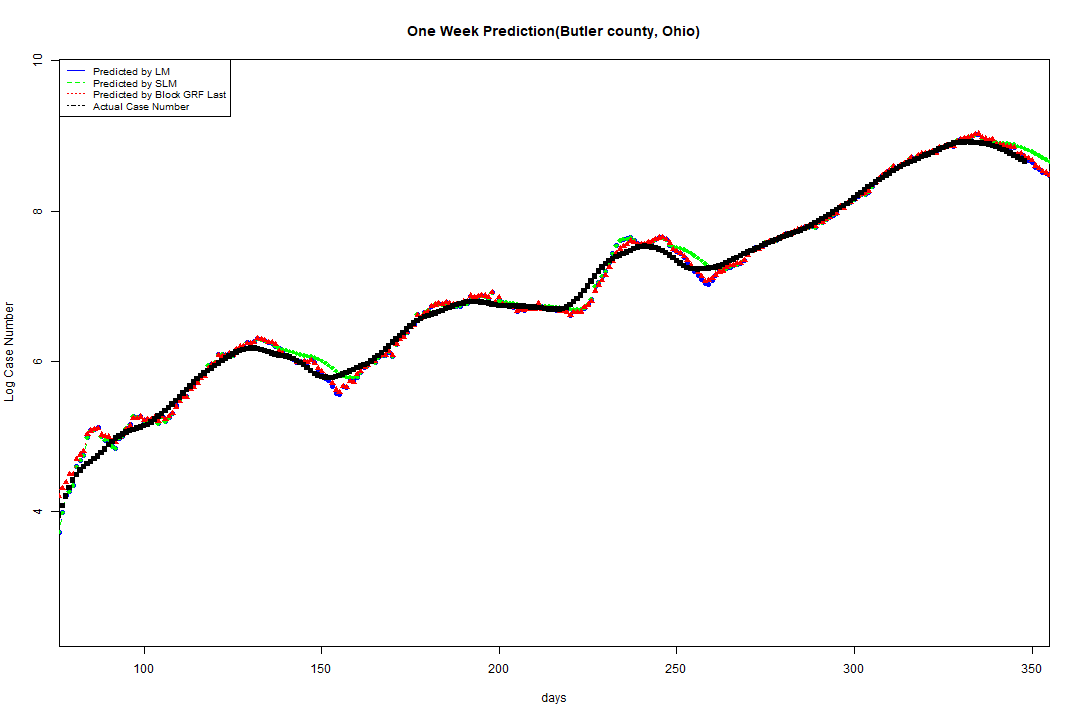 One Week Prediction(Butler county, Ohio)
Predicted by LM
Predicted by SLM
Predicted by Block GRF Last
Actual Case Number
10
8
6
4
Log Case Number
100 150 200 250 300 350
days